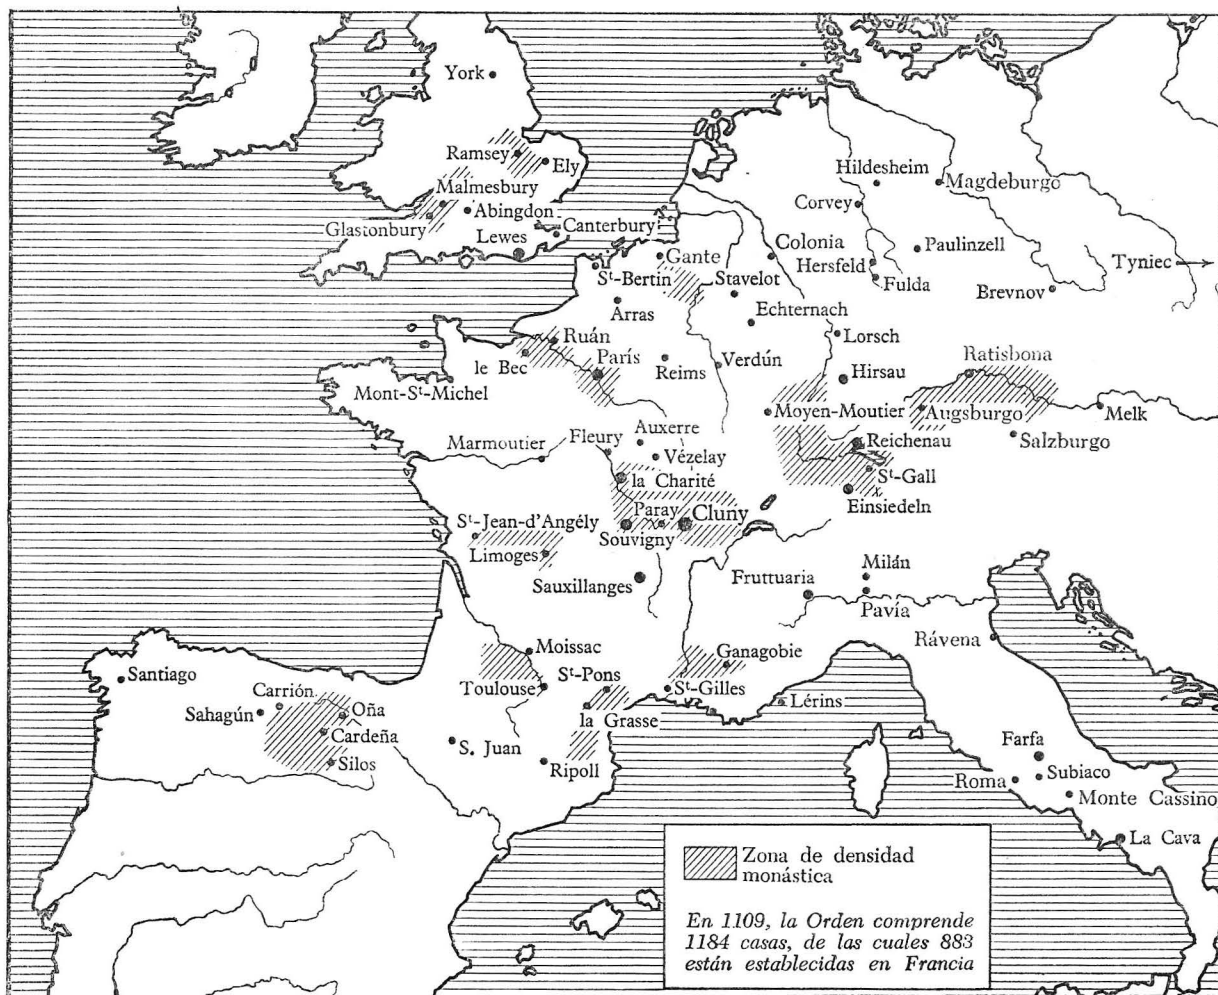 York
Ramsey
Ely
Malmesbury
Abingdon
Glastonbury
Canterbury
Lewes
Hildesheim
Magdeburgo
Corvey
Colonia
Paulinzell
Gante
Hersfeld
Tyniec
Sᵗ-Bertin
Stavelot
Fulda
Brevnov
Arras
Echternach
Ruán
Lorsch
le Bec
París
Reims
Verdún
Hirsau
Ratisbona
Mont-Sᵗ-Michel
Moyen-Moutier
Augsburgo
Melk
Auxerre
Marmoutier
Fleury
Vézelay
Reichenau
Salzburgo
la Charité
Sᵗ-Gall
Einsiedeln
Paray
Cluny
Sᵗ-Jean-d'Angély
Souvigny
Limoges
Sauxillanges
Fruttuaria
Milán
Pavía
Rávena
Moissac
Ganagobie
Santiago
Sᵗ-Pons
Toulouse
Sᵗ-Gilles
Carrión
Lérins
Sahagún
Oña
la Grasse
Cardeña
S. Juan
Farfa
Silos
Ripoll
Roma
Subiaco
Monte Cassino
La Cava
Zona de densidad
monástica
En 1109, la Orden comprende
1184 casas, de las cuales 883
están establecidas en Francia